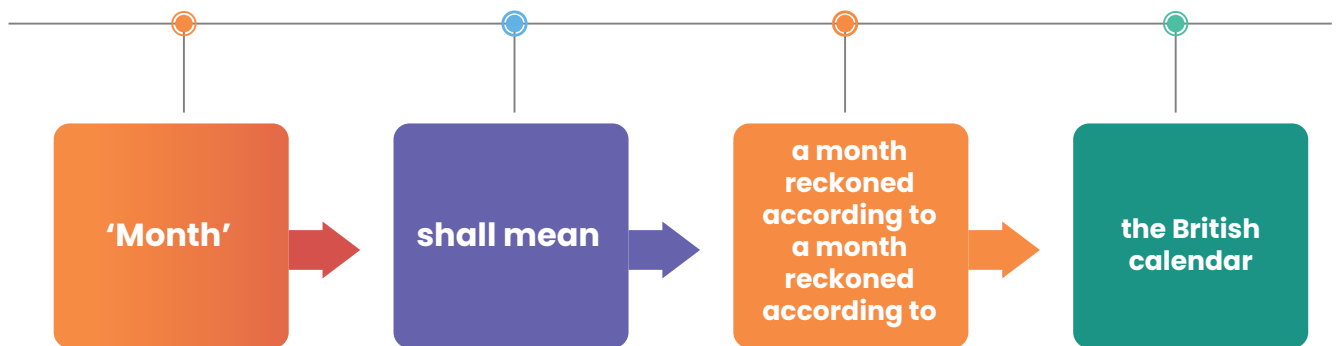 ‘Month’
shall mean
a month
reckoned
according to
a month
reckoned
according to
the British
calendar